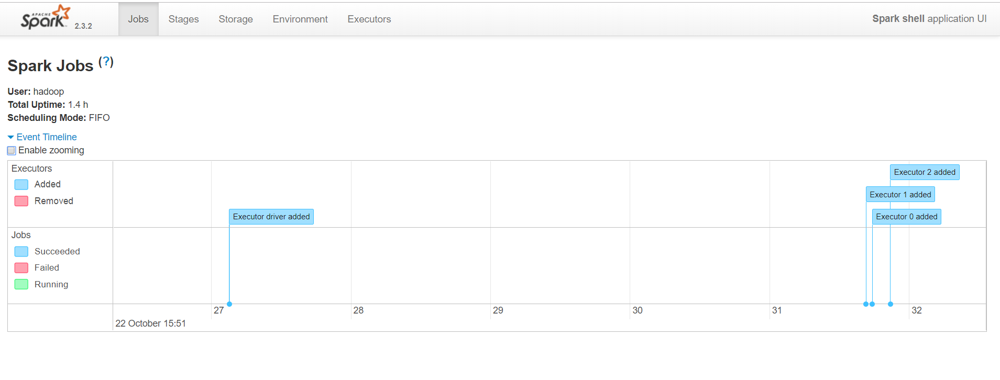 APACHE
Spark 2.3.2 Jobs Stages Storage Environment Executors Spark shell application UI
Spark Jobs (?)
User: hadoop
Total Uptime: 1.4 h
Scheduling Mode: FIFO
Event Timeline
Enable zooming
Executors
Added
Removed
Executor 2 added
Executor 1 added
Executor driver added
Executor 0 added
Jobs
Succeeded
Failed
Running
27 28 29 30 31 32
22 October 15:51